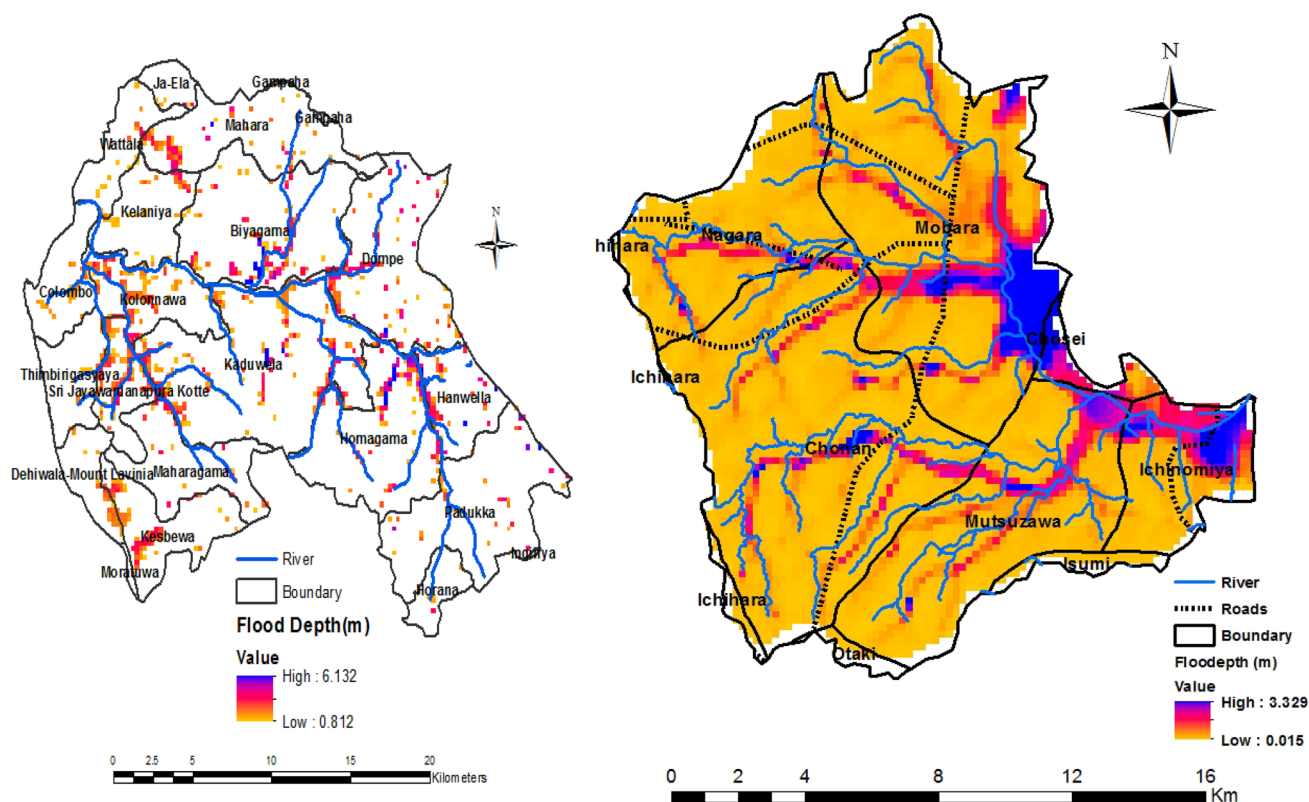 Ja-Ela
Gampaha
Gampaha
Mahara
Wattala
N
Kelaniya
Biyagama
Dompe
Colombo
Kolonnawa
Kaduwela
Thimbirigasyaya
Sri Jayawardanapura Kotte
Hanwella
Homagama
Dehiwala-Mount Lavinia
Maharagama
Padukka
Kesbewa
Ingiriya
Moratuwa
Horana
River
Boundary
Flood Depth(m)
Value
High : 6.132
Low : 0.812
0 2.5 5 10 15 20
Kilometers
N
Mobara
Nagara
hihara
Chosei
Ichihara
Chonan
Ichinomiya
Mutsuzawa
Isumi
Ichihara
Otaki
River
Roads
Boundary
Floodepth (m)
Value
High : 3.329
Low : 0.015
0 2 4 8 12 16
Km